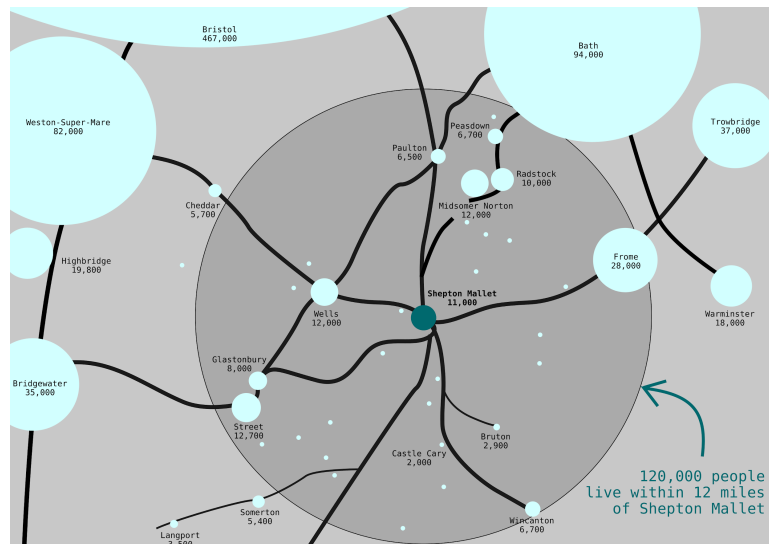 Bristol
467,000
Bath
94,000
Weston-Super-Mare
82,000
Trowbridge
37,000
Peasdown
6,700
Paulton
6,500
Radstock
10,000
Cheddar
5,700
Midsomer Norton
12,000
Highbridge
19,800
Frome
28,000
Shepton Mallet
11,000
Wells
12,000
Warminster
18,000
Glastonbury
8,000
Bridgewater
35,000
Street
12,700
Bruton
2,900
Castle Cary
2,000
120,000 people
live within 12 miles
of Shepton Mallet
Somerton
5,400
Wincanton
6,700
Langport
3,500